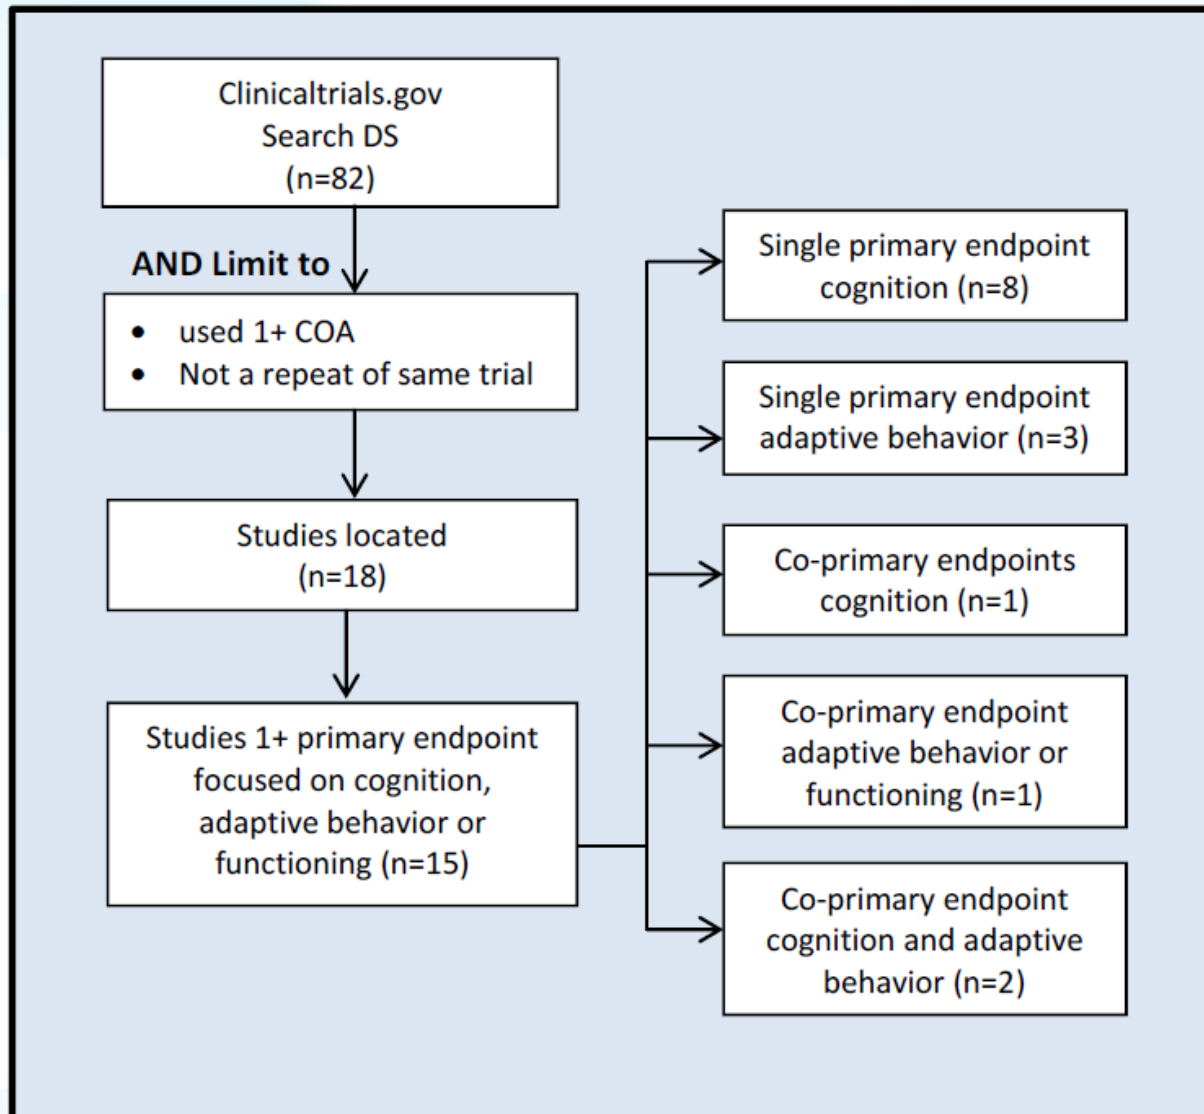 Clinicaltrials.gov
Search DS
(n=82)
AND Limit to
• used 1+ COA
• Not a repeat of same trial
Studies located
(n=18)
Studies 1+ primary endpoint
focused on cognition,
adaptive behavior or
functioning (n=15)
Single primary endpoint
cognition (n=8)
Single primary endpoint
adaptive behavior (n=3)
Co-primary endpoints
cognition (n=1)
Co-primary endpoint
adaptive behavior or
functioning (n=1)
Co-primary endpoint
cognition and adaptive
behavior (n=2)